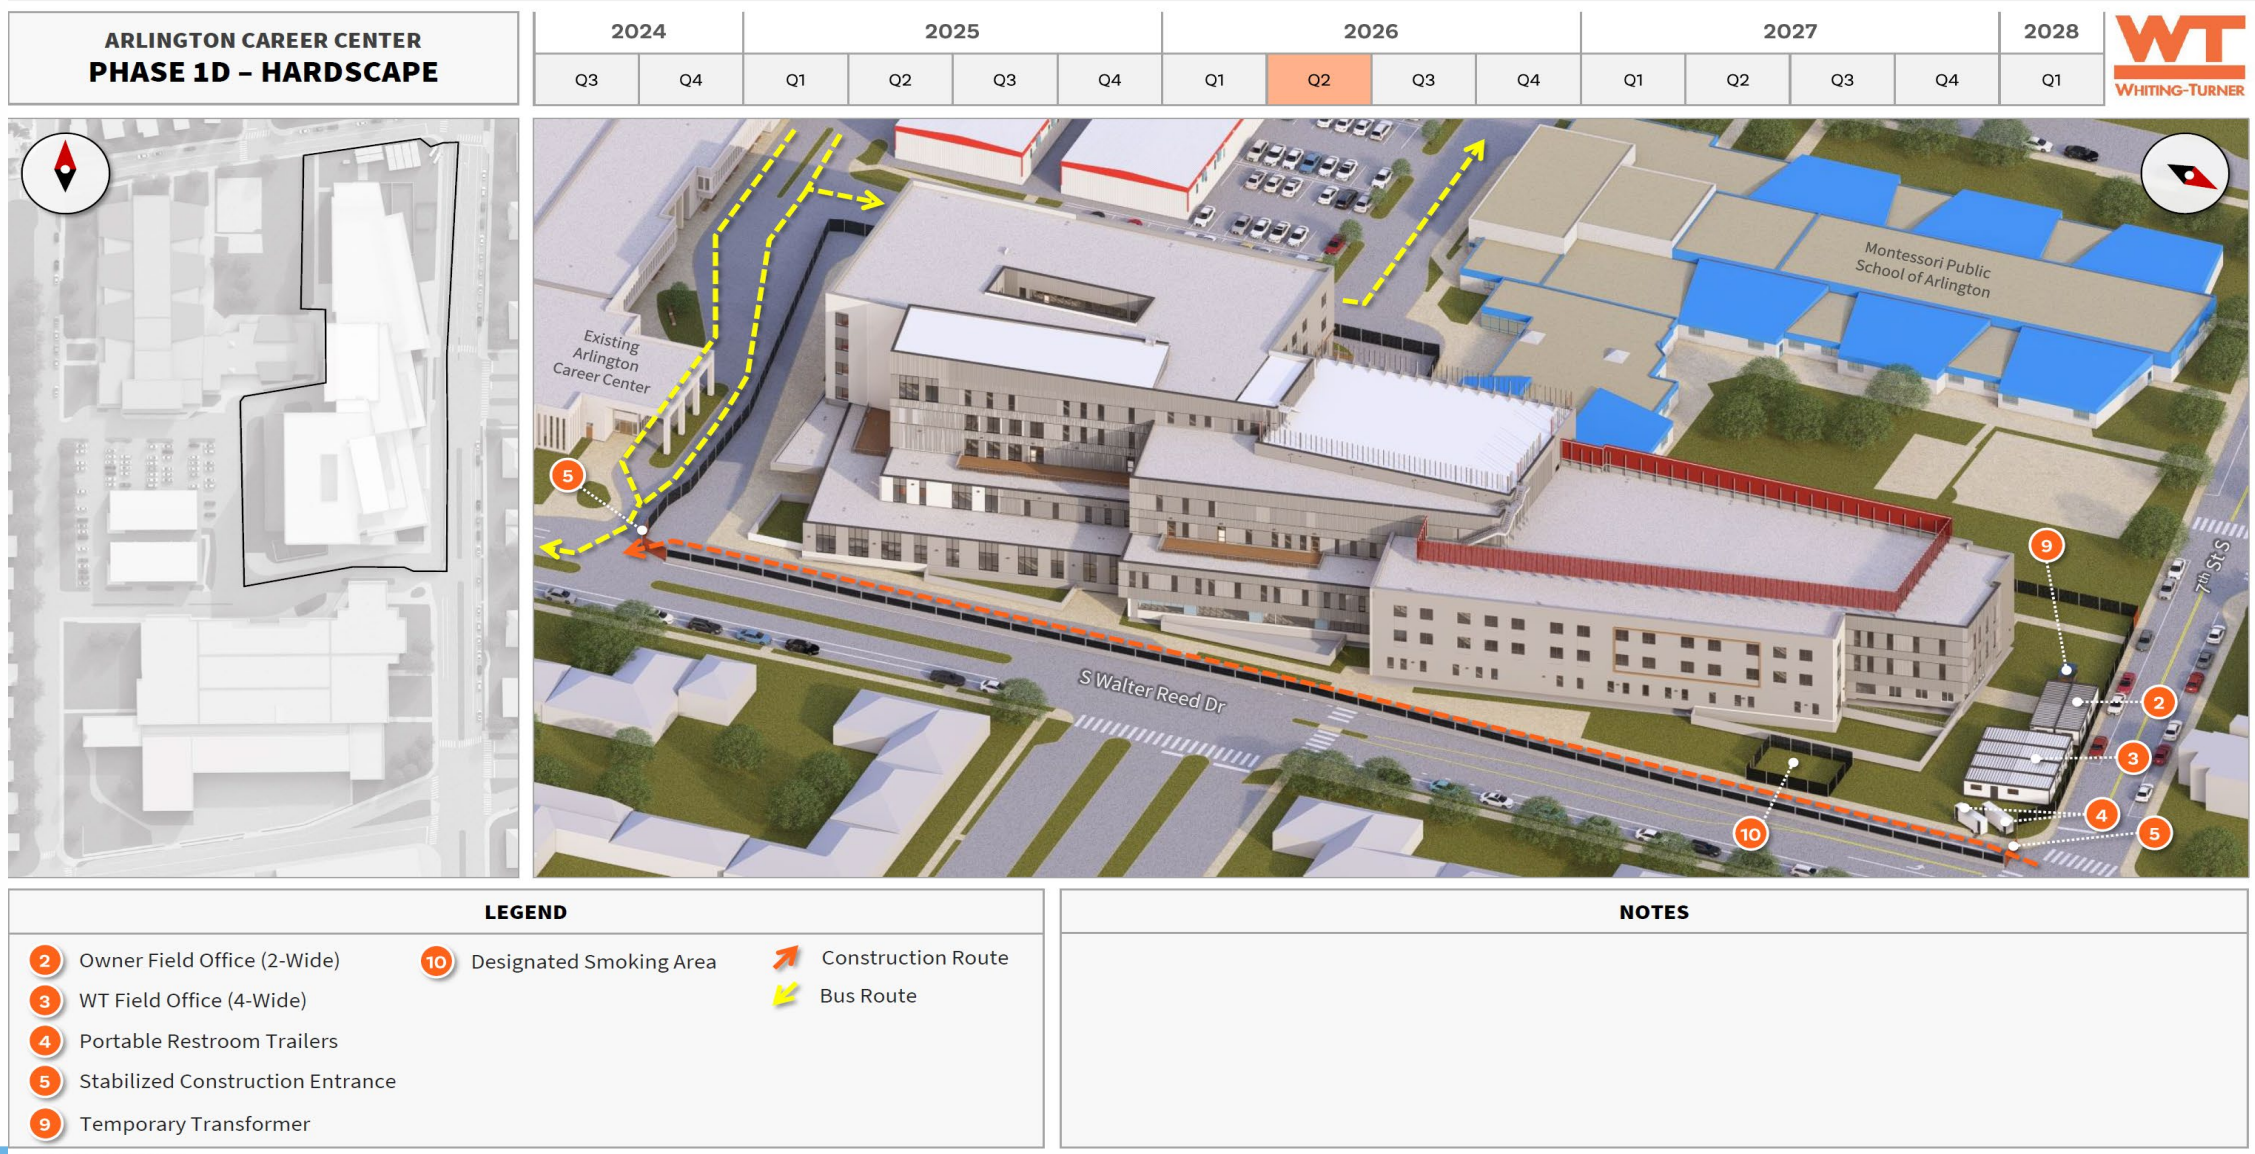 ARLINGTON CAREER CENTER
PHASE 1D – HARDSCAPE
2024 2025 2026 2027 2028
Q3 Q4 Q1 Q2 Q3 Q4 Q1 Q2 Q3 Q4 Q1 Q2 Q3 Q4 Q1
WT
WHITING-TURNER
Montessori Public
School of Arlington
Existing
Arlington
Career Center
5
9
7th St S
S Walter Reed Dr
2
3
4
10
5
LEGEND
2 Owner Field Office (2-Wide)
3 WT Field Office (4-Wide)
4 Portable Restroom Trailers
5 Stabilized Construction Entrance
9 Temporary Transformer
10 Designated Smoking Area
Construction Route
Bus Route
NOTES